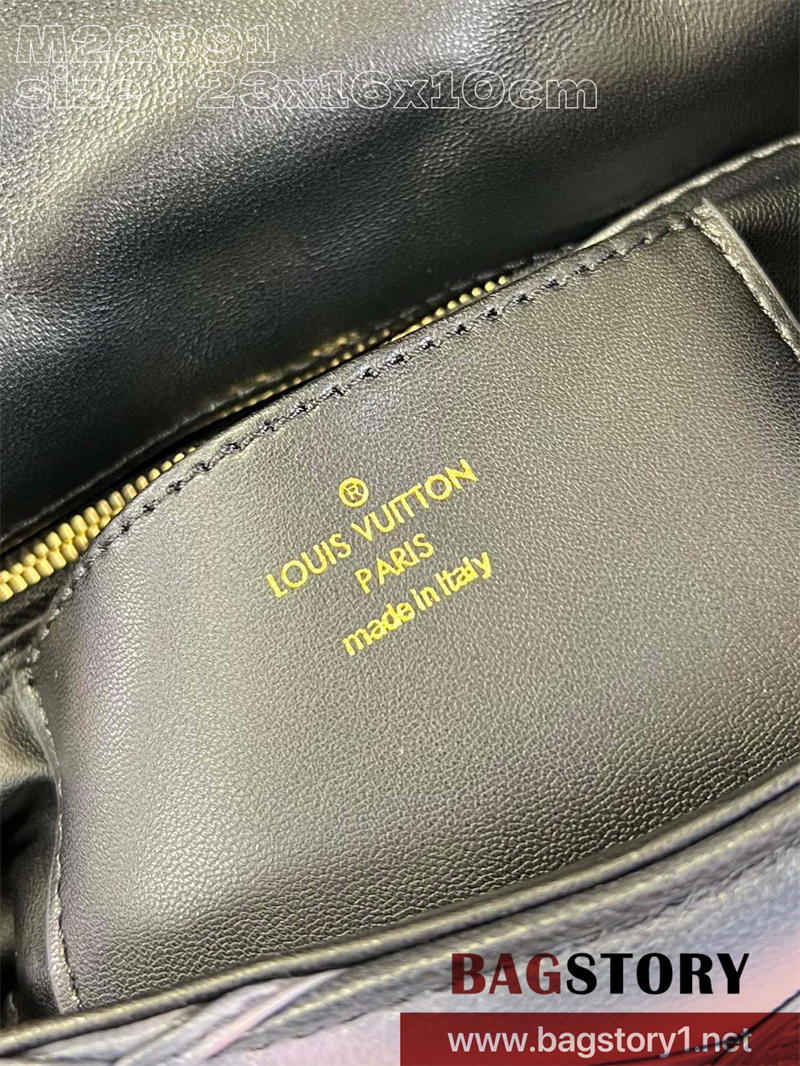 M22891
size : 23x16x10cm
®
LOUIS VUITTON
PARIS
made in Italy
BAGSTORY
www.bagstory1.net